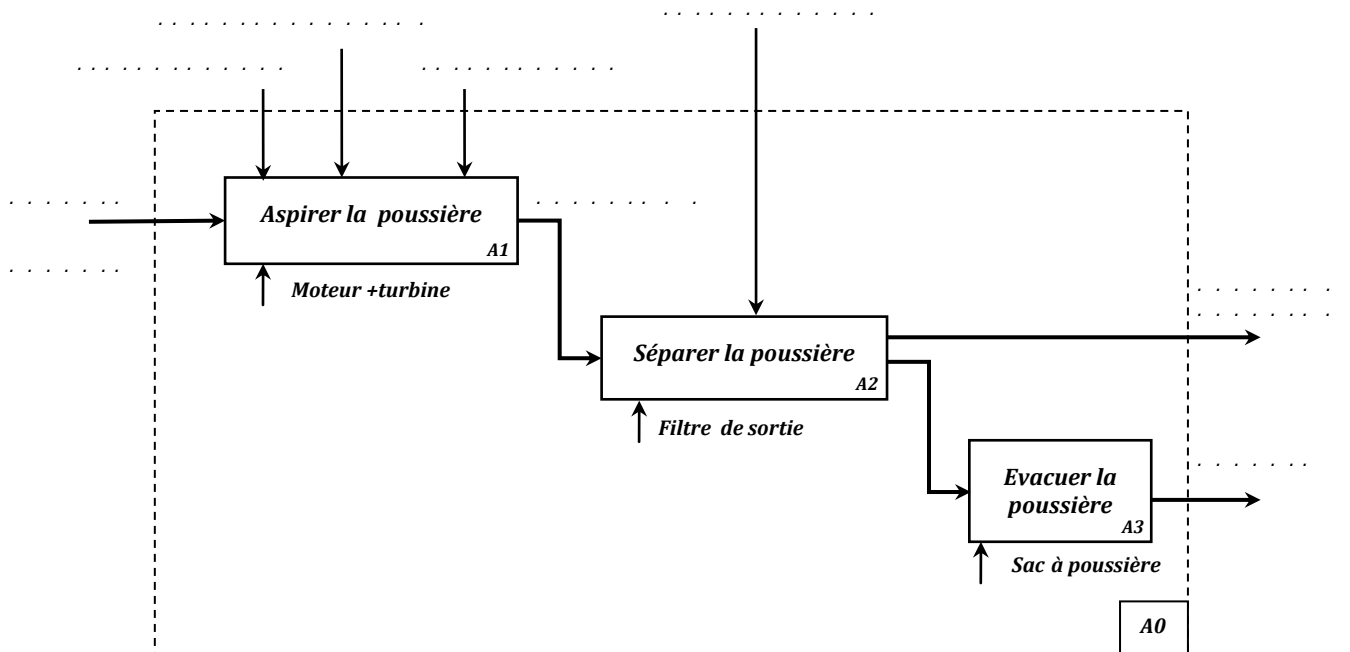 . . . . . . . . . . . . . . .
. . . . . . . . . . . . .
. . . . . . . . . . . . .
. . . . . . . . . . . .
. . . . . . .
Aspirer la poussière
A1
. . . . . . . . . .
. . . . . . .
Moteur +turbine
. . . . . . . .
. . . . . . . .
Séparer la poussière
A2
Filtre de sortie
. . . . . . .
Evacuer la
poussière
A3
Sac à poussière
A0